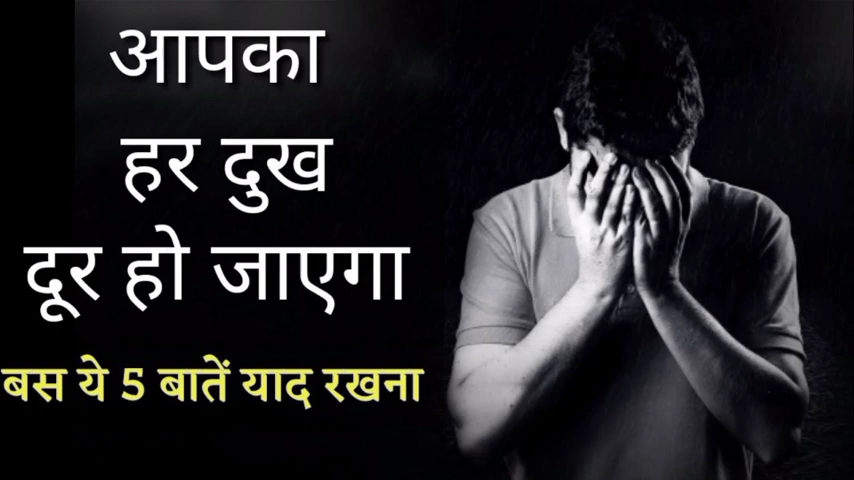 आपका
हर दुख
दूर हो जाएगा
बस ये 5 बातें याद रखना